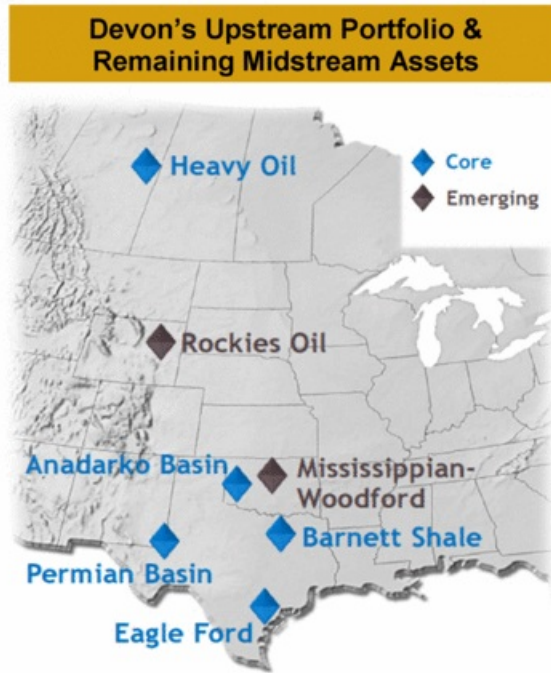 Devon's Upstream Portfolio &
Remaining Midstream Assets
Core
Emerging
Heavy Oil
Rockies Oil
Anadarko Basin
Mississippian-
Woodford
Barnett Shale
Permian Basin
Eagle Ford